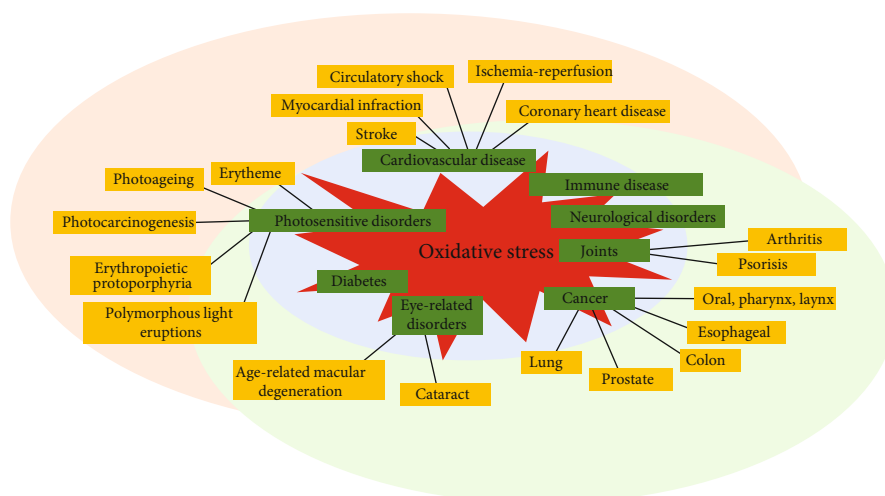 Circulatory shock
Ischemia-reperfusion
Myocardial infraction
Coronary heart disease
Stroke
Cardiovascular disease
Photoageing
Erytheme
Immune disease
Photocarcinogenesis
Photosensitive disorders
Neurological disorders
Oxidative stress
Joints
Arthritis
Psorisis
Erythropoietic
protoporphyria
Diabetes
Cancer
Oral, pharynx, laynx
Polymorphous light
eruptions
Eye-related
disorders
Esophageal
Age-related macular
degeneration
Cataract
Lung
Prostate
Colon